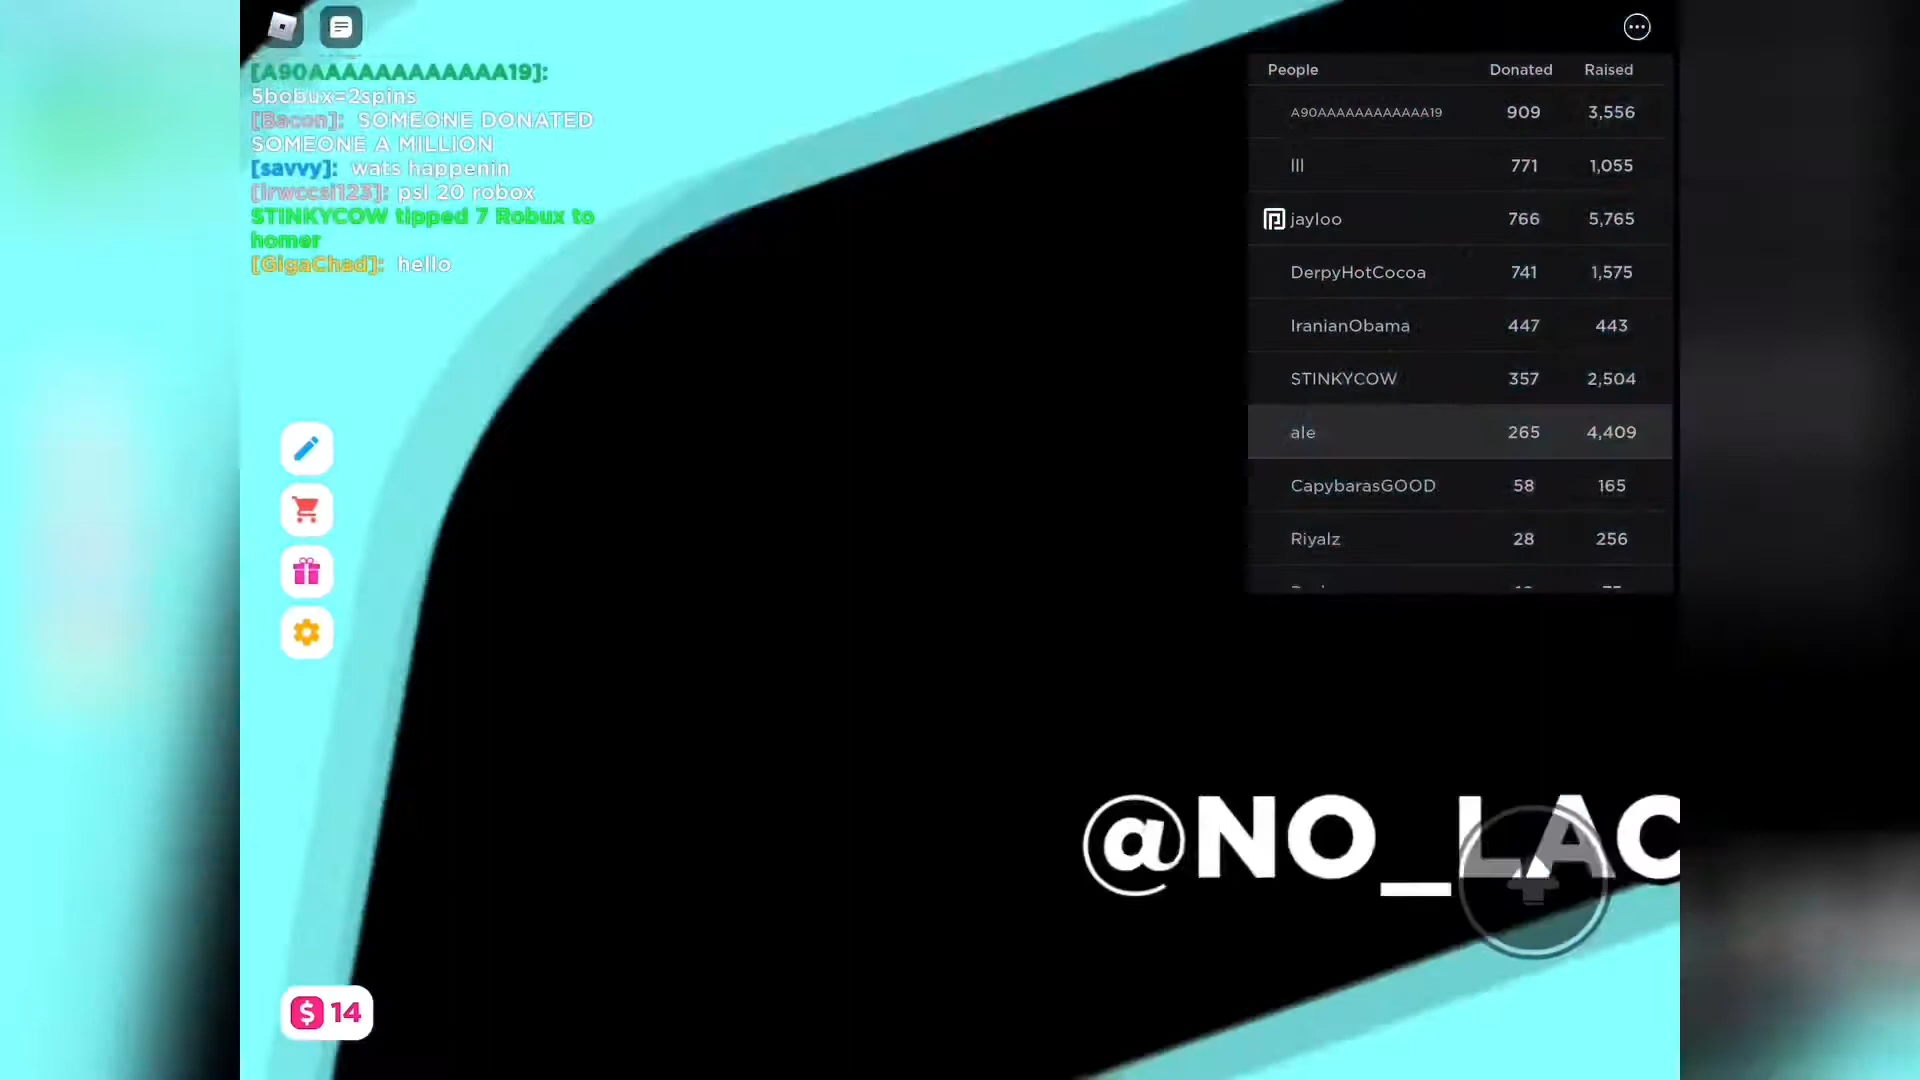 [A90AAAAAAAAAAAA19]:
5bobux=2spins
[Bacon]: SOMEONE DONATED
SOMEONE A MILLION
[savvy]: wats happenin
[irwccsi123]: psl 20 robox
STINKYCOW tipped 7 Robux to
homer
[GigaChad]: hello
People Donated Raised
A90AAAAAAAAAAAA19 909 3,556
lll 771 1,055
jayloo 766 5,765
DerpyHotCocoa 741 1,575
IranianObama 447 443
STINKYCOW 357 2,504
ale 265 4,409
CapybarasGOOD 58 165
Riyalz 28 256
@NO_LAC
$ 14